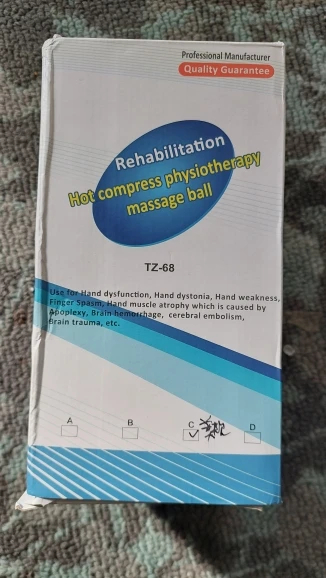 Professional Manufacturer
Quality Guarantee
Rehabilitation
Hot compress physiotherapy
massage ball
TZ-68
Use for Hand dysfunction, Hand dystonia, Hand weakness,
Finger Spasm, Hand muscle atrophy which is caused by
Apoplexy, Brain hemorrhage, cerebral embolism,
Brain trauma, etc.
A B C D